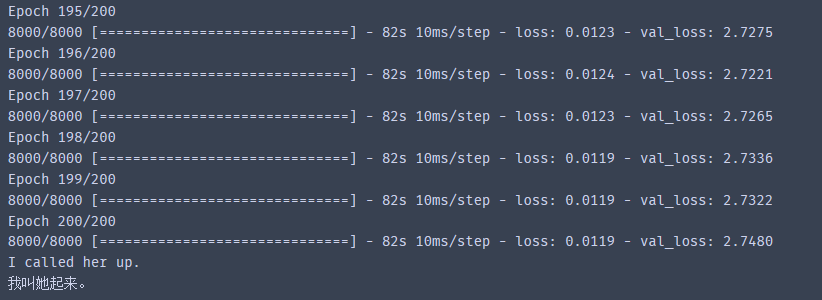 Epoch 195/200
8000/8000 [==============================] - 82s 10ms/step - loss: 0.0123 - val_loss: 2.7275
Epoch 196/200
8000/8000 [==============================] - 82s 10ms/step - loss: 0.0124 - val_loss: 2.7221
Epoch 197/200
8000/8000 [==============================] - 82s 10ms/step - loss: 0.0123 - val_loss: 2.7265
Epoch 198/200
8000/8000 [==============================] - 82s 10ms/step - loss: 0.0119 - val_loss: 2.7336
Epoch 199/200
8000/8000 [==============================] - 82s 10ms/step - loss: 0.0119 - val_loss: 2.7322
Epoch 200/200
8000/8000 [==============================] - 82s 10ms/step - loss: 0.0119 - val_loss: 2.7480
I called her up.
我叫她起来。